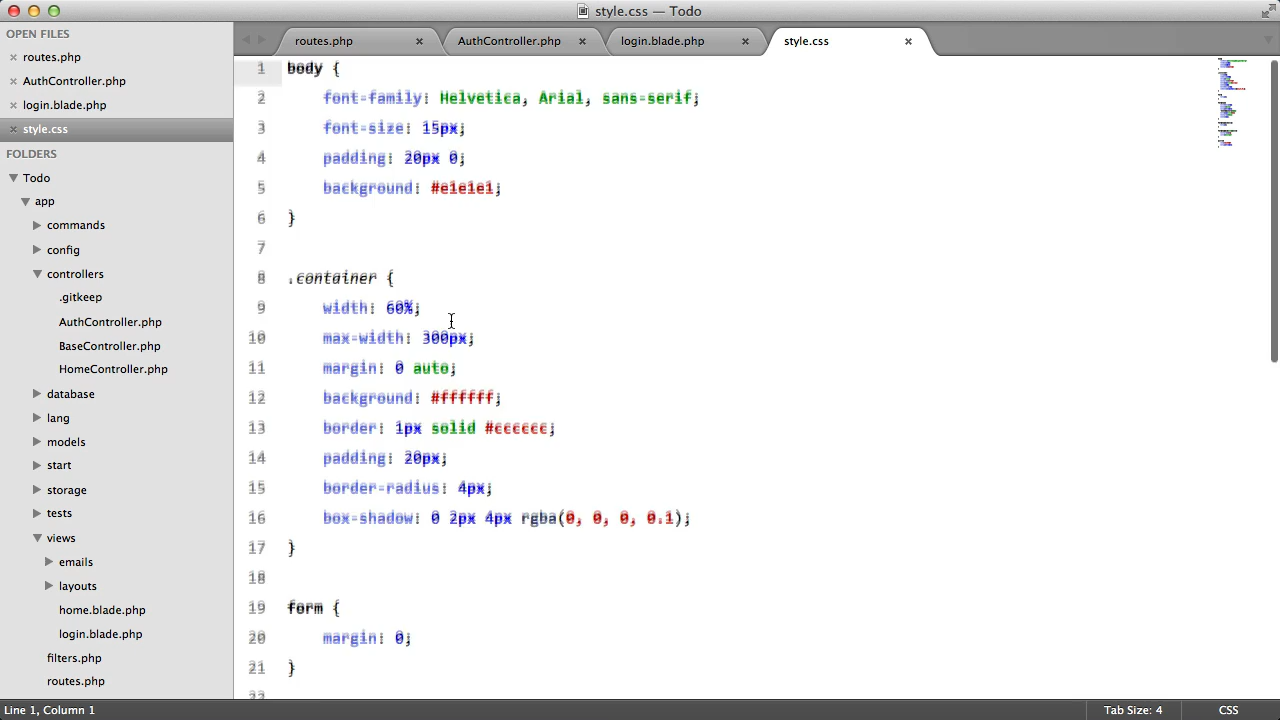 style.css — Todo
OPEN FILES
routes.php
AuthController.php
login.blade.php
style.css
FOLDERS
Todo
app
commands
config
controllers
.gitkeep
AuthController.php
BaseController.php
HomeController.php
database
lang
models
start
storage
tests
views
emails
layouts
home.blade.php
login.blade.php
filters.php
routes.php
routes.php
AuthController.php
login.blade.php
style.css
1 body {
2 font-family: Helvetica, Arial, sans-serif;
3 font-size: 15px;
4 padding: 20px 0;
5 background: #e1e1e1;
6 }
7
8 .container {
9 width: 60%;
10 max-width: 300px;
11 margin: 0 auto;
12 background: #ffffff;
13 border: 1px solid #cccccc;
14 padding: 20px;
15 border-radius: 4px;
16 box-shadow: 0 2px 4px rgba(0, 0, 0, 0.1);
17 }
18
19 form {
20 margin: 0;
21 }
22
Line 1, Column 1
Tab Size: 4
CSS